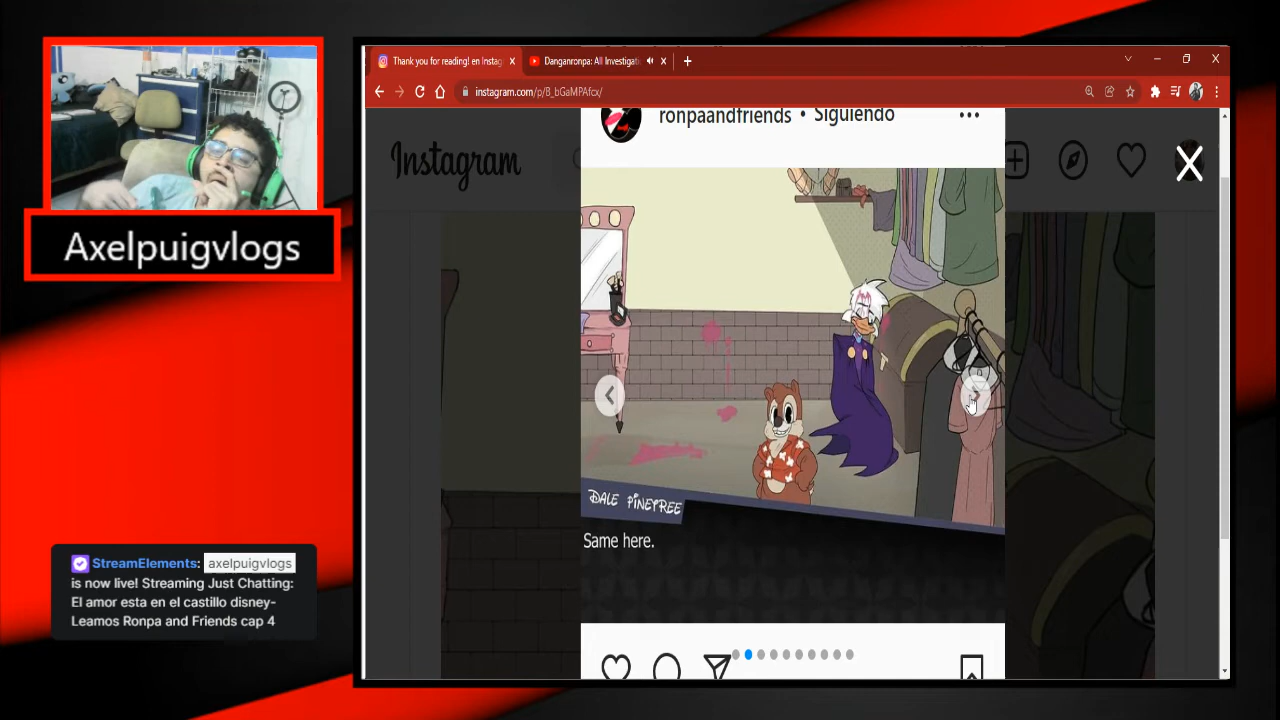 Thank you for reading! en Instag
Danganronpa: All Investigati
instagram.com/p/B_bGaMPAfcx/
ronpaandfriends • Siguiendo
Instagram
Axelpuigvlogs
DALE PINETREE
Same here.
StreamElements: axelpuigvlogs
is now live! Streaming Just Chatting:
El amor esta en el castillo disney-
Leamos Ronpa and Friends cap 4